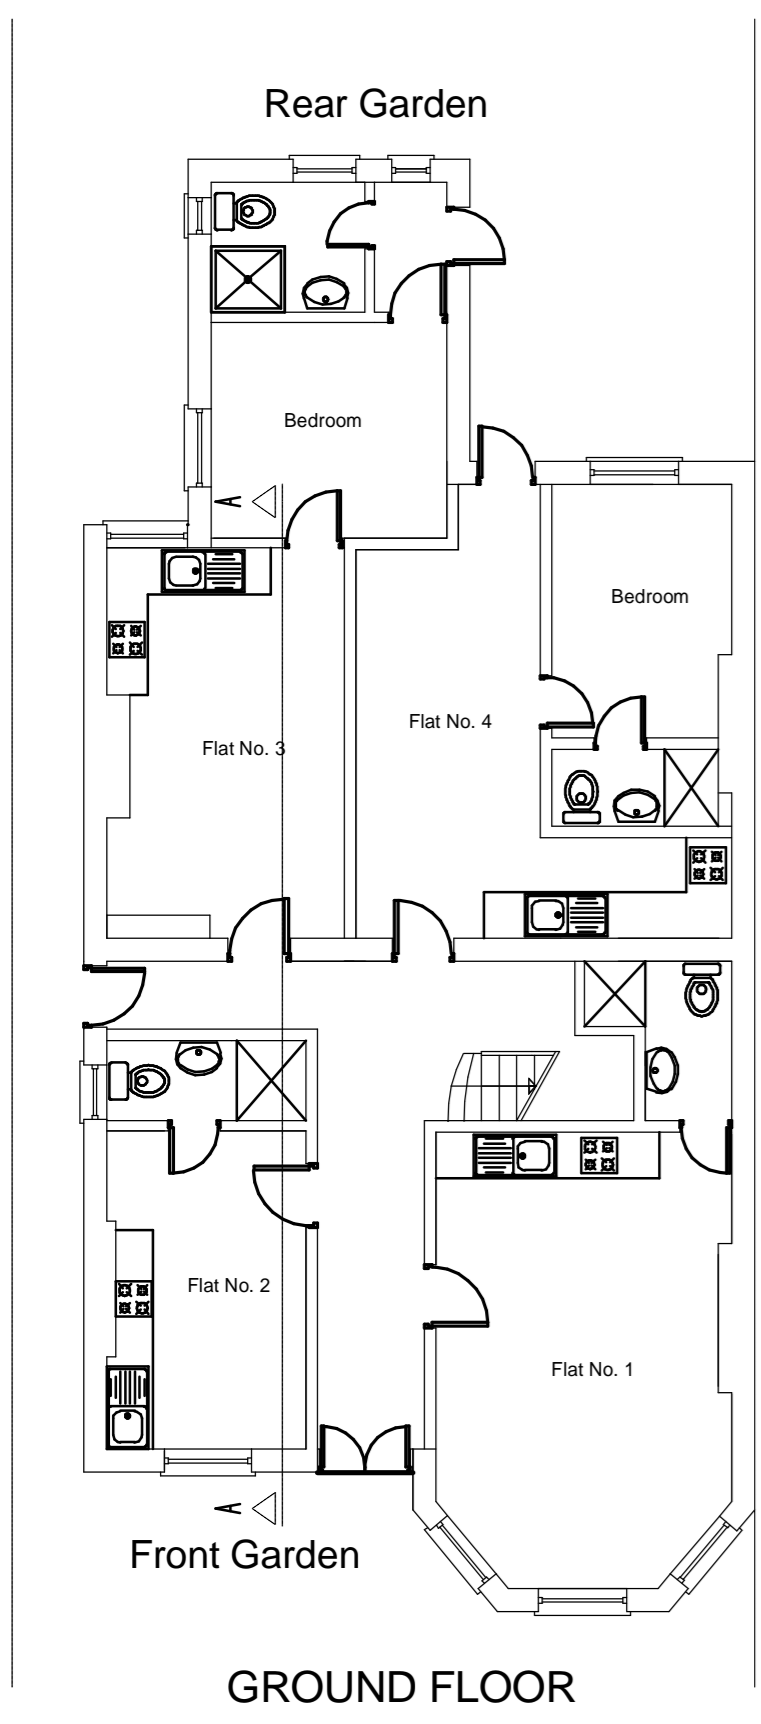 Rear Garden
Bedroom
A
Bedroom
Flat No. 4
Flat No. 3
Flat No. 2
Flat No. 1
A
Front Garden
GROUND FLOOR